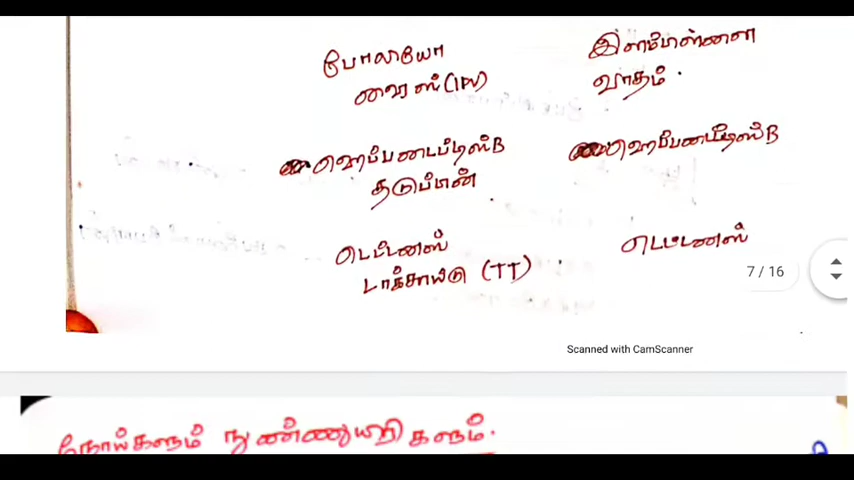 போலியோ
வைரஸ் (IPV)
இளம்பிள்ளை
வாதம்.
ஹெப்படைடீஸ் B
தடுப்பூசி
ஹெப்படைடீஸ் B
டெட்டனஸ்
டாக்சாய்டு (TT)
டெட்டனஸ்
7 / 16
Scanned with CamScanner
நோய்களும் நுண்ணுயிரிகளும்.